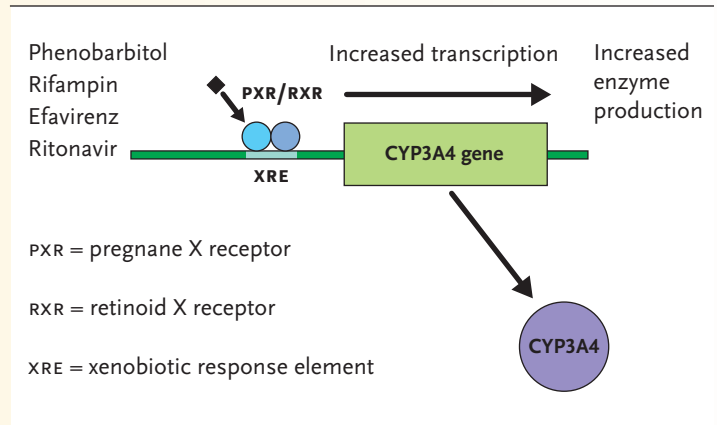 Phenobarbitol
Rifampin
Efavirenz
Ritonavir
PXR/RXR
XRE
Increased transcription
CYP3A4 gene
Increased
enzyme
production
CYP3A4
PXR = pregnane X receptor
RXR = retinoid X receptor
XRE = xenobiotic response element